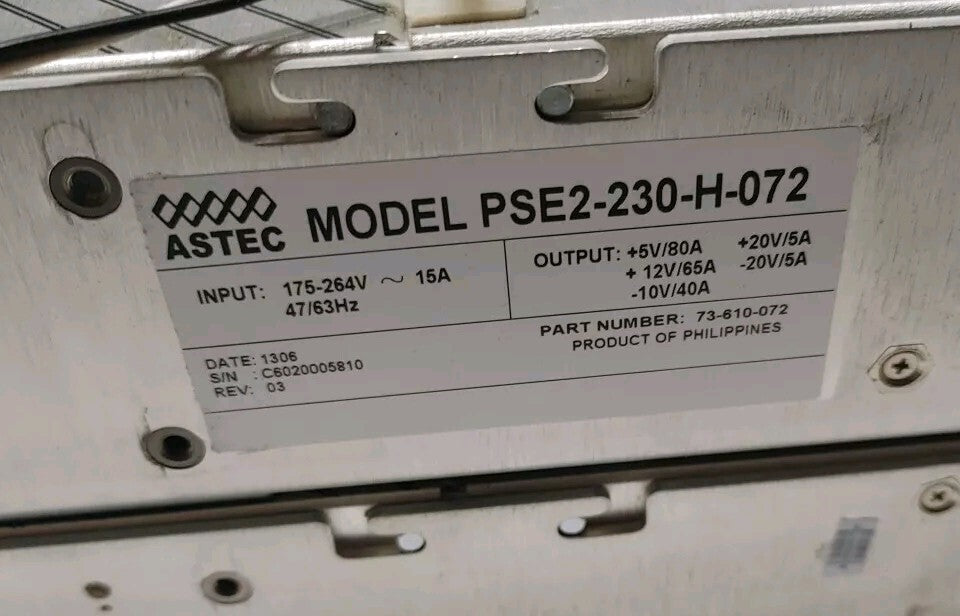 ASTEC MODEL PSE2-230-H-072
INPUT: 175-264V ~ 15A
47/63Hz
OUTPUT: +5V/80A +20V/5A
+ 12V/65A -20V/5A
-10V/40A
PART NUMBER: 73-610-072
PRODUCT OF PHILIPPINES
DATE: 1306
S/N : C6020005810
REV: 03